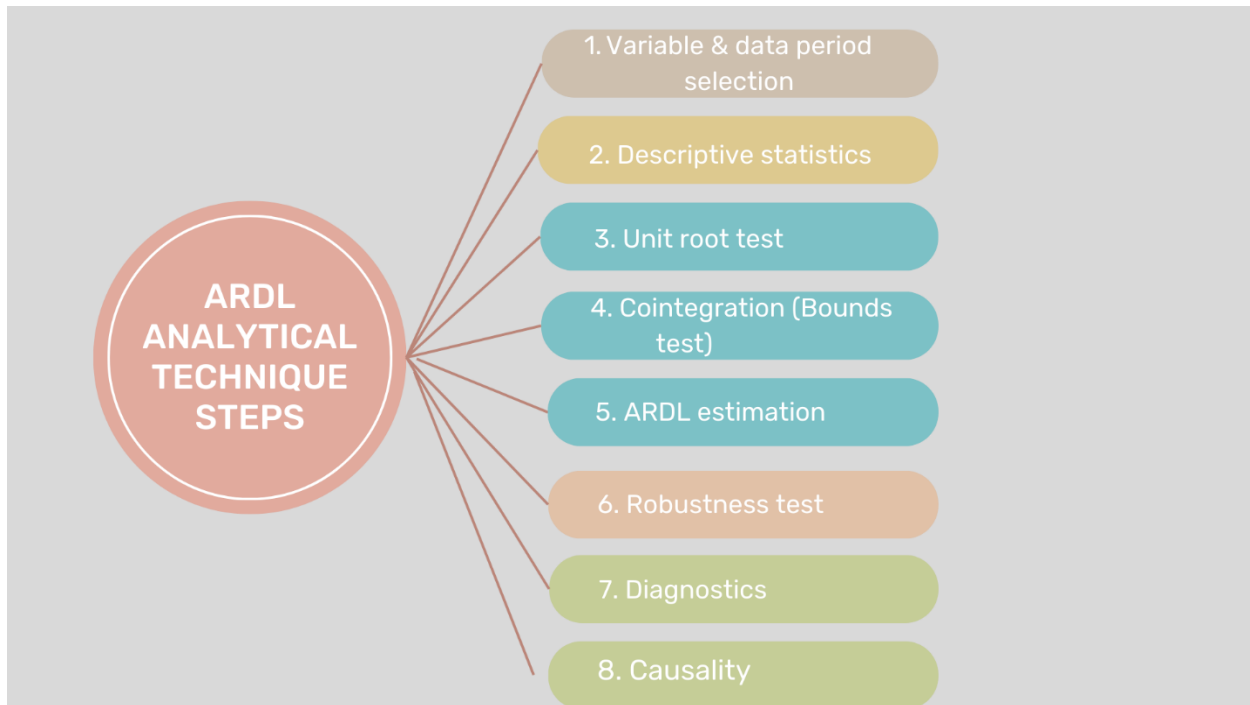 ARDL
ANALYTICAL
TECHNIQUE
STEPS
1. Variable & data period
selection
2. Descriptive statistics
3. Unit root test
4. Cointegration (Bounds
test)
5. ARDL estimation
6. Robustness test
7. Diagnostics
8. Causality